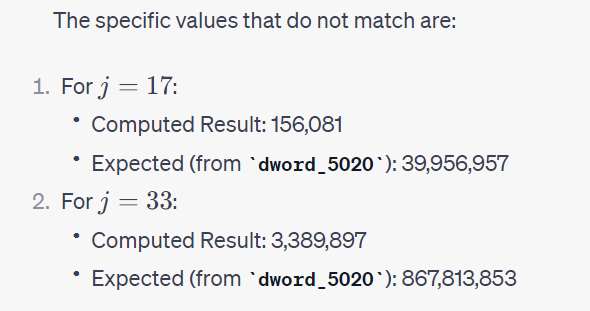 The specific values that do not match are:
1. For j = 17:
• Computed Result: 156,081
• Expected (from `dword_5020`): 39,956,957
2. For j = 33:
• Computed Result: 3,389,897
• Expected (from `dword_5020`): 867,813,853